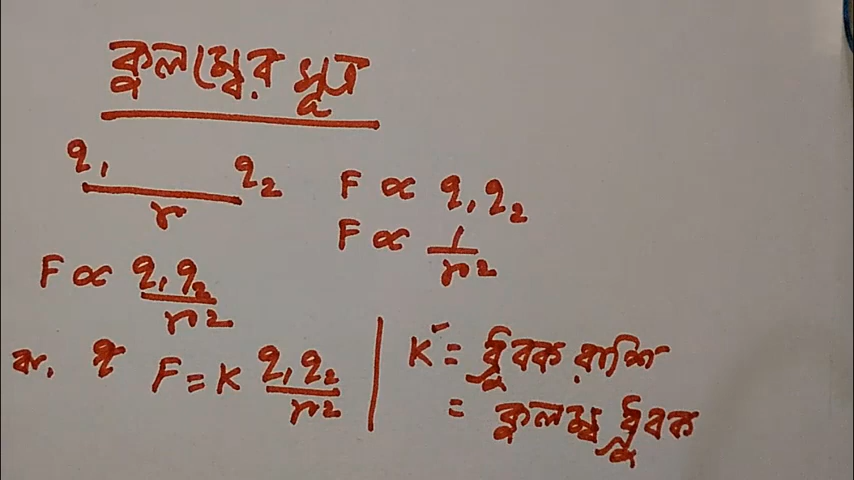 কুলম্বের সূত্র
q₁ q₂
r
F ∝ q₁q₂
F ∝ 1/r²
F ∝ q₁q₂/r²
বা, F = K q₁q₂/r²
K = ধ্রুবক রাশি
= কুলম্ব ধ্রুবক